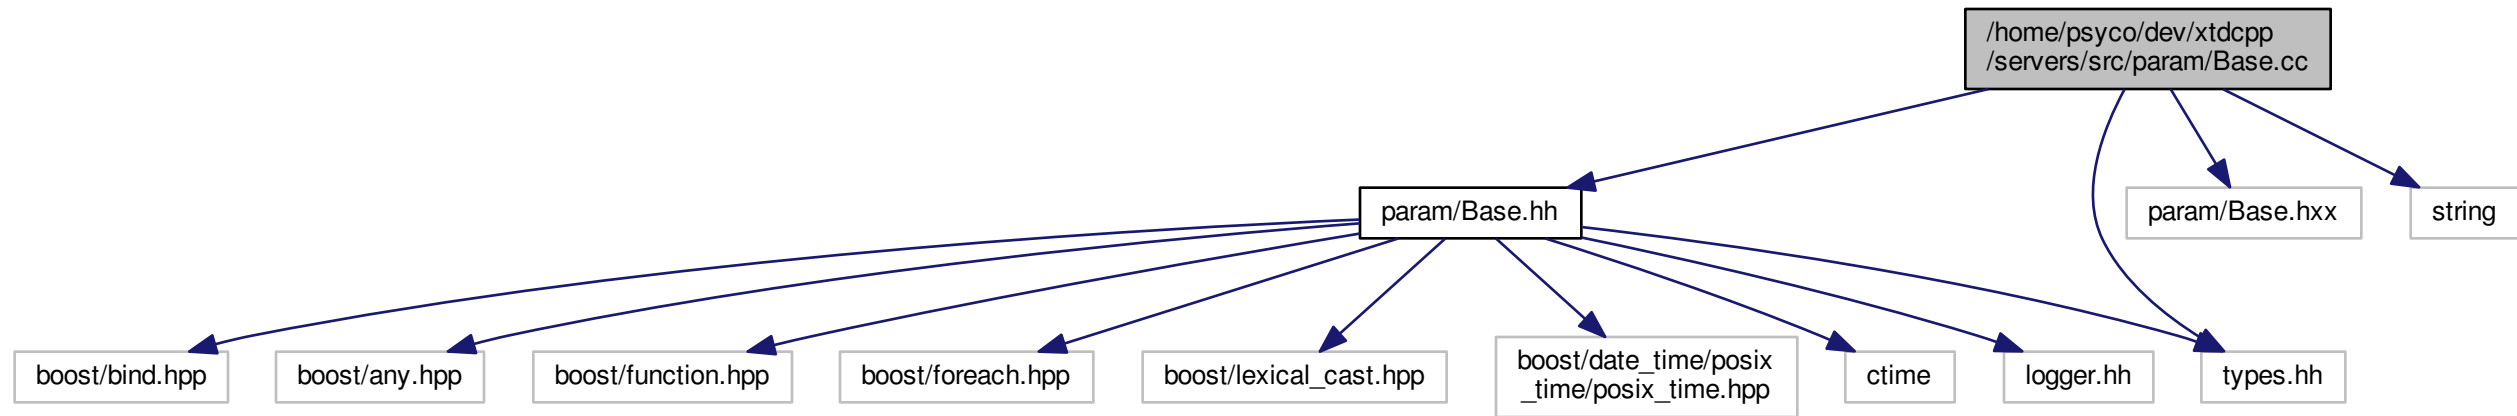 /home/psyco/dev/xtdcpp
/servers/src/param/Base.cc
param/Base.hh
param/Base.hxx
string
boost/bind.hpp
boost/any.hpp
boost/function.hpp
boost/foreach.hpp
boost/lexical_cast.hpp
boost/date_time/posix
_time/posix_time.hpp
ctime
logger.hh
types.hh